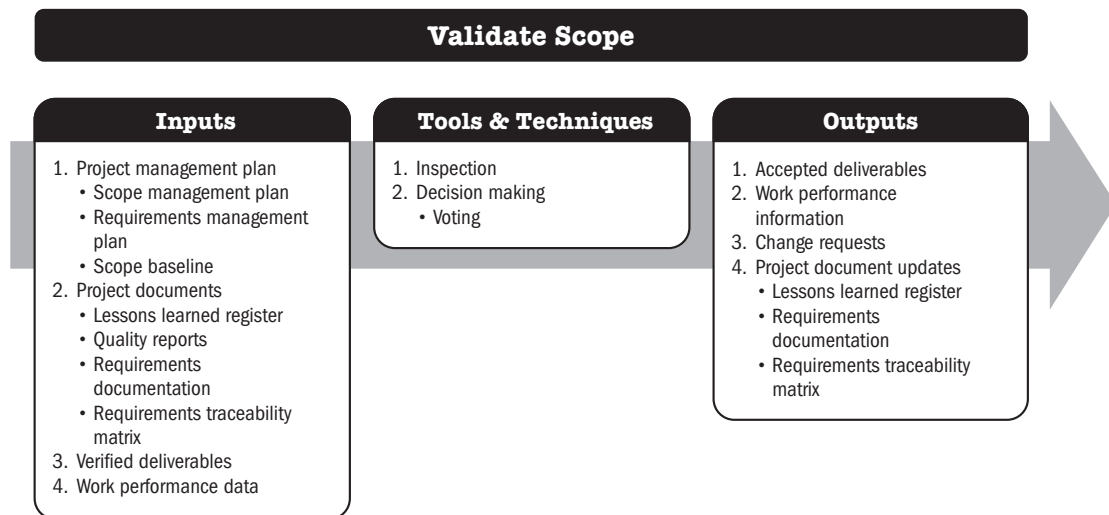 Validate Scope
Inputs
1. Project management plan
• Scope management plan
• Requirements management
plan
• Scope baseline
2. Project documents
• Lessons learned register
• Quality reports
• Requirements
documentation
• Requirements traceability
matrix
3. Verified deliverables
4. Work performance data
Tools & Techniques
1. Inspection
2. Decision making
• Voting
Outputs
1. Accepted deliverables
2. Work performance
information
3. Change requests
4. Project document updates
• Lessons learned register
• Requirements
documentation
• Requirements traceability
matrix